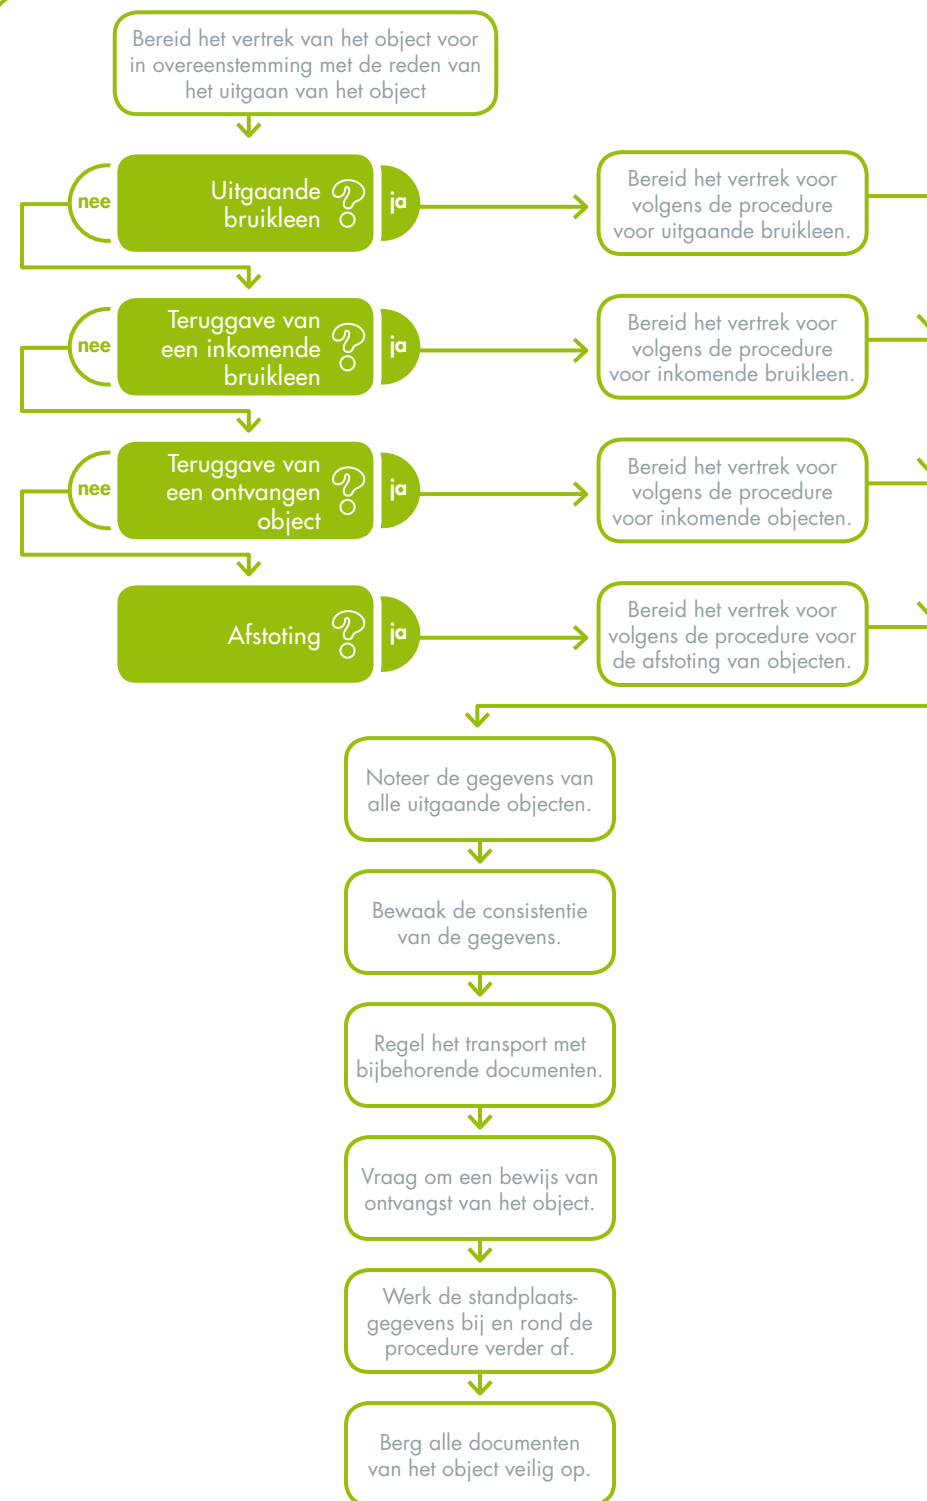 Bereid het vertrek van het object voor
in overeenstemming met de reden van
het uitgaan van het object
nee
Uitgaande
bruikleen
?
ja
Bereid het vertrek voor
volgens de procedure
voor uitgaande bruikleen.
nee
Teruggave van
een inkomende
bruikleen
?
ja
Bereid het vertrek voor
volgens de procedure
voor inkomende bruikleen.
nee
Teruggave van
een ontvangen
object
?
ja
Bereid het vertrek voor
volgens de procedure
voor inkomende objecten.
Afstoting
?
ja
Bereid het vertrek voor
volgens de procedure voor
de afstoting van objecten.
Noteer de gegevens van
alle uitgaande objecten.
Bewaak de consistentie
van de gegevens.
Regel het transport met
bijbehorende documenten.
Vraag om een bewijs van
ontvangst van het object.
Werk de standplaats-
gegevens bij en rond de
procedure verder af.
Berg alle documenten
van het object veilig op.